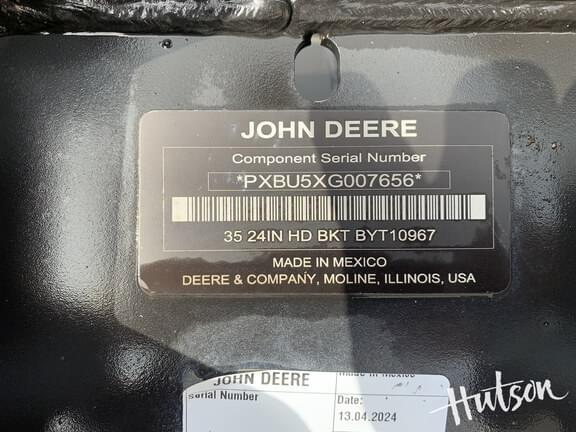 JOHN DEERE
Component Serial Number
*PXBU5XG007656*
35 24IN HD BKT BYT10967
MADE IN MEXICO
DEERE & COMPANY, MOLINE, ILLINOIS, USA
JOHN DEERE
Made in Mexico
Serial Number
Date:
13.04.2024
Hutson